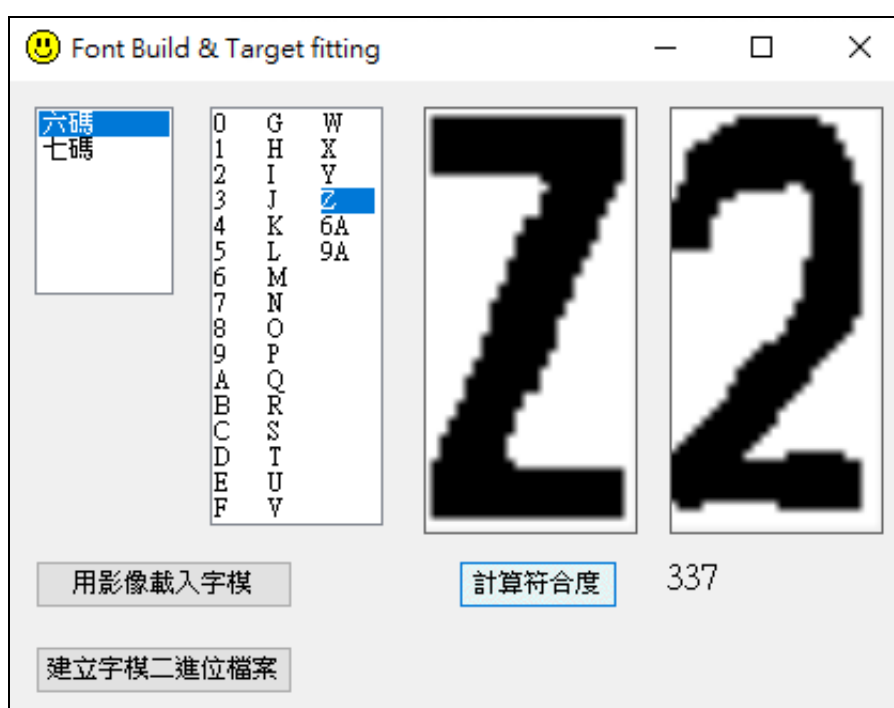 Font Build & Target fitting
六碼
七碼
0 G W
1 H X
2 I Y
3 J Z
4 K 6A
5 L 9A
6 M
7 N
8 O
9 P
A Q
B R
C S
D T
E U
F V
Z 2
用影像載入字模
計算符合度 337
建立字模二進位檔案